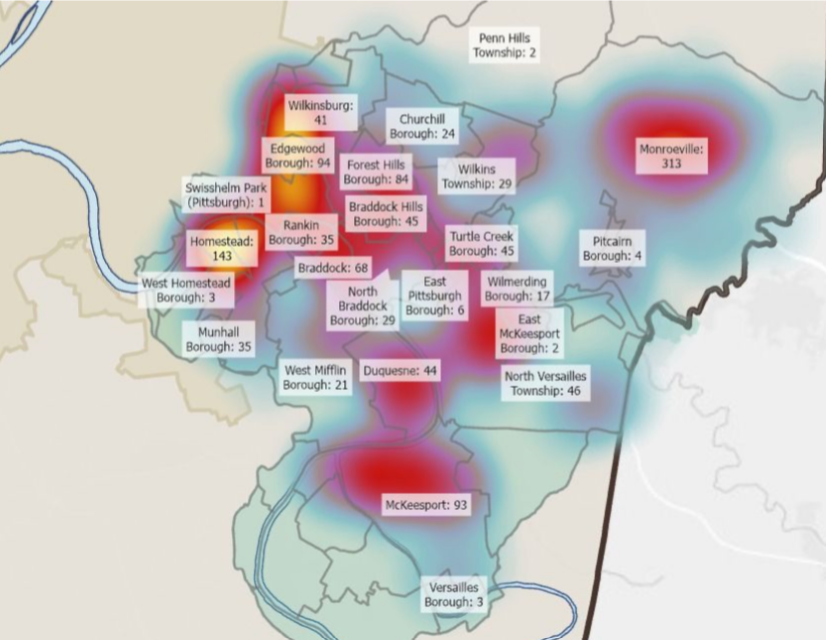 Penn Hills
Township: 2
Wilkinsburg:
41
Churchill
Borough: 24
Edgewood
Borough: 94
Forest Hills
Borough: 84
Wilkins
Township: 29
Monroeville:
313
Swisshelm Park
(Pittsburgh): 1
Braddock Hills
Borough: 45
Rankin
Borough: 35
Homestead:
143
Turtle Creek
Borough: 45
Pitcairn
Borough: 4
Braddock: 68
West Homestead
Borough: 3
North
Braddock
Borough: 29
East
Pittsburgh
Borough: 6
Wilmerding
Borough: 17
East
McKeesport
Borough: 2
Munhall
Borough: 35
West Mifflin
Borough: 21
Duquesne: 44
North Versailles
Township: 46
McKeesport: 93
Versailles
Borough: 3